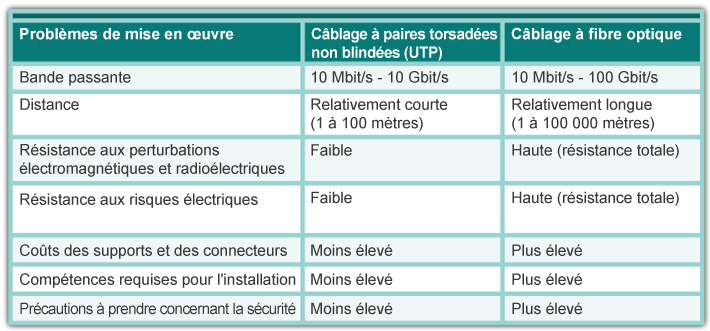 Problèmes de mise en œuvre
Câblage à paires torsadées
non blindées (UTP)
Câblage à fibre optique
Bande passante
10 Mbit/s - 10 Gbit/s
10 Mbit/s - 100 Gbit/s
Distance
Relativement courte
(1 à 100 mètres)
Relativement longue
(1 à 100 000 mètres)
Résistance aux perturbations
électromagnétiques et radioélectriques
Faible
Haute (résistance totale)
Résistance aux risques électriques
Faible
Haute (résistance totale)
Coûts des supports et des connecteurs
Moins élevé
Plus élevé
Compétences requises pour l'installation
Moins élevé
Plus élevé
Précautions à prendre concernant la sécurité
Moins élevé
Plus élevé